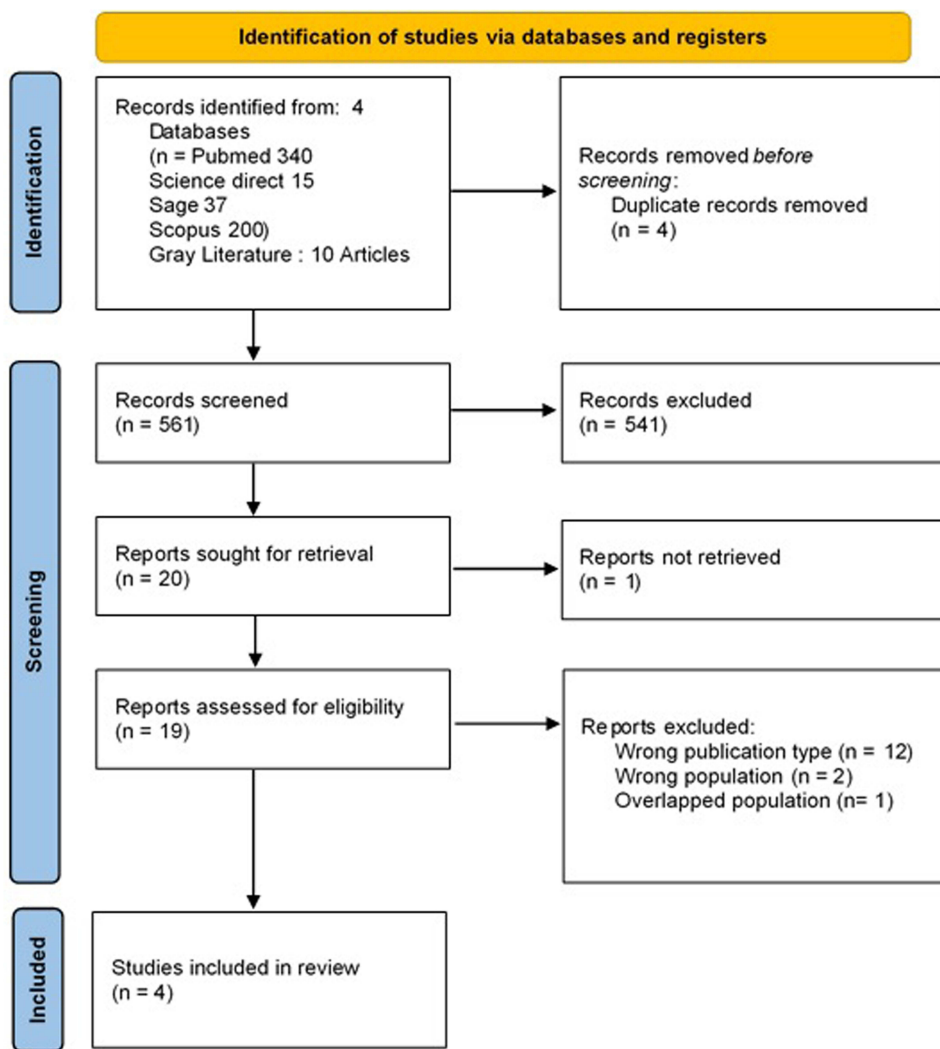 Identification of studies via databases and registers
Identification
Records identified from: 4
Databases
(n = Pubmed 340
Science direct 15
Sage 37
Scopus 200)
Gray Literature : 10 Articles
Records removed before
screening:
Duplicate records removed
(n = 4)
Screening
Records screened
(n = 561)
Records excluded
(n = 541)
Reports sought for retrieval
(n = 20)
Reports not retrieved
(n = 1)
Reports assessed for eligibility
(n = 19)
Reports excluded:
Wrong publication type (n = 12)
Wrong population (n = 2)
Overlapped population (n= 1)
Included
Studies included in review
(n = 4)